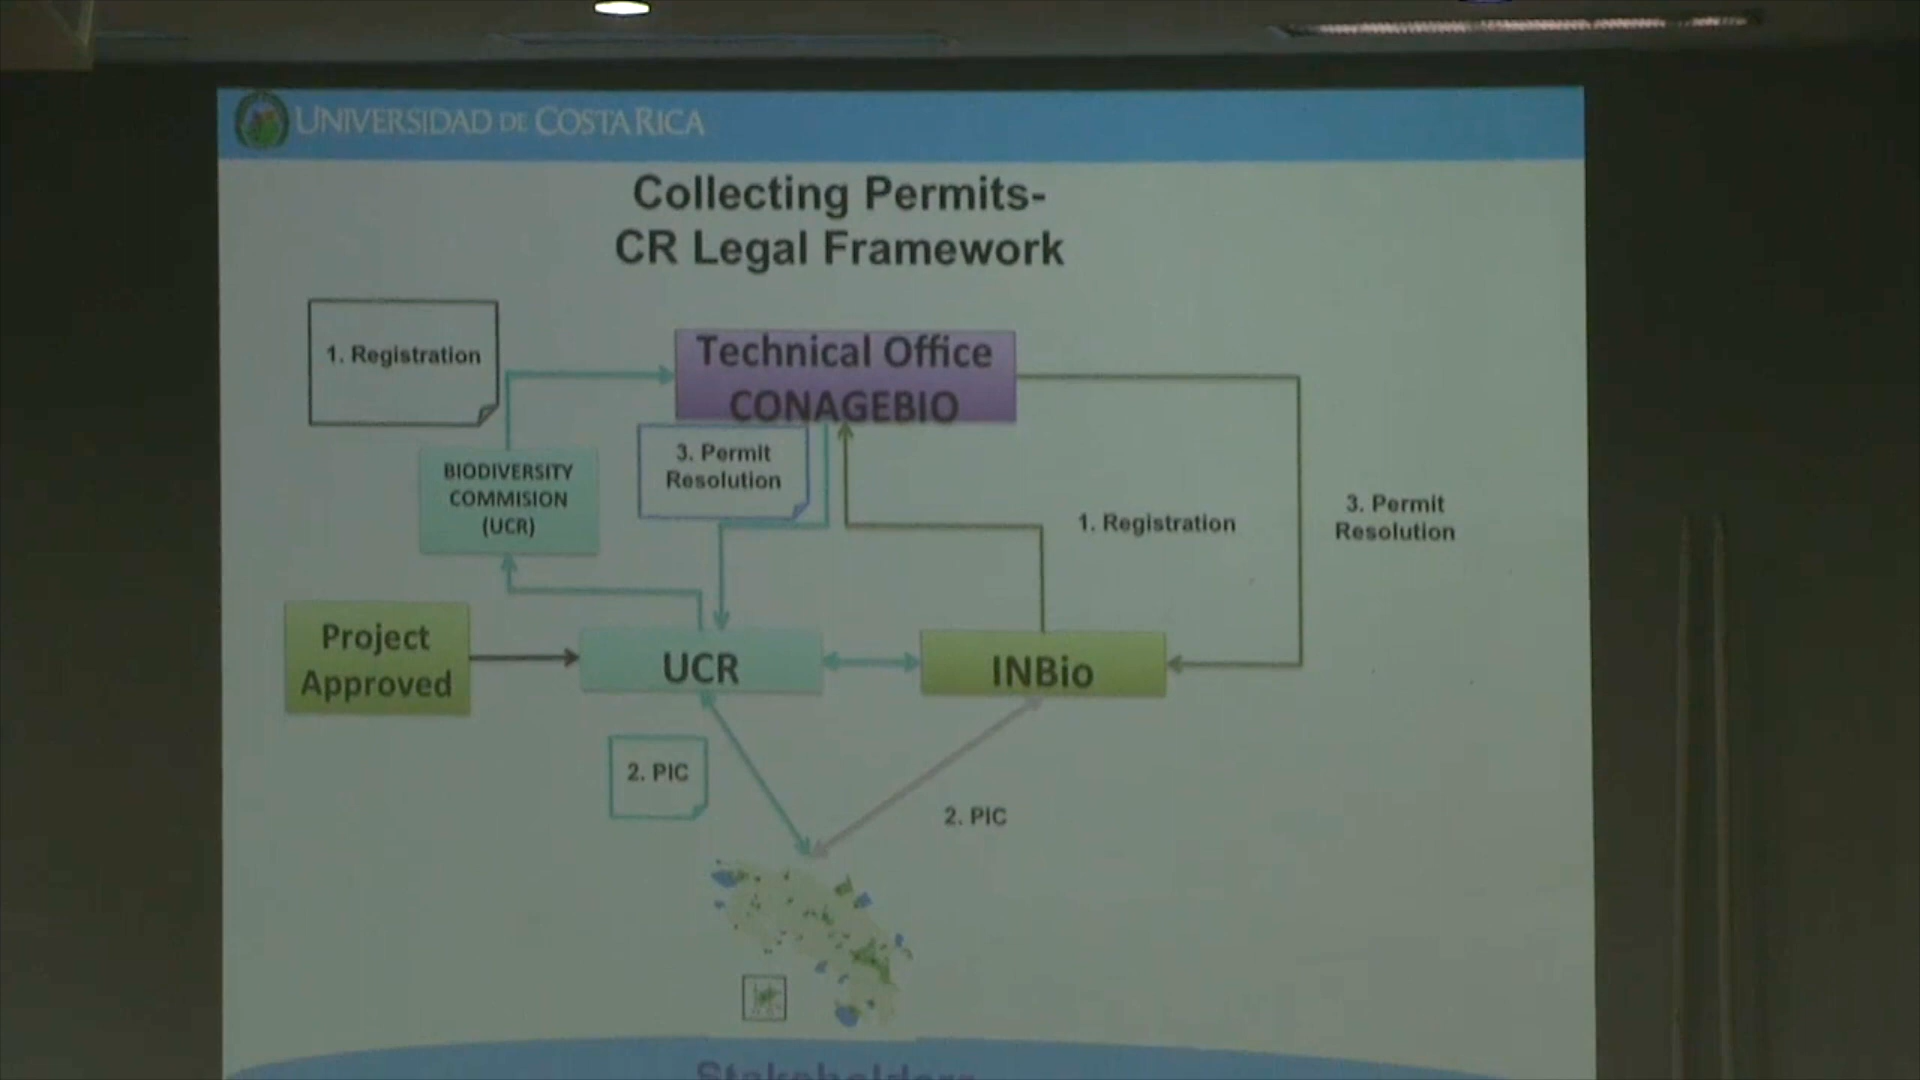 UNIVERSIDAD DE COSTA RICA
Collecting Permits-
CR Legal Framework
1. Registration
Technical Office
CONAGEBIO
3. Permit
Resolution
BIODIVERSITY
COMMISION
(UCR)
1. Registration
3. Permit
Resolution
Project
Approved
UCR
INBio
2. PIC
2. PIC
Stakeholders